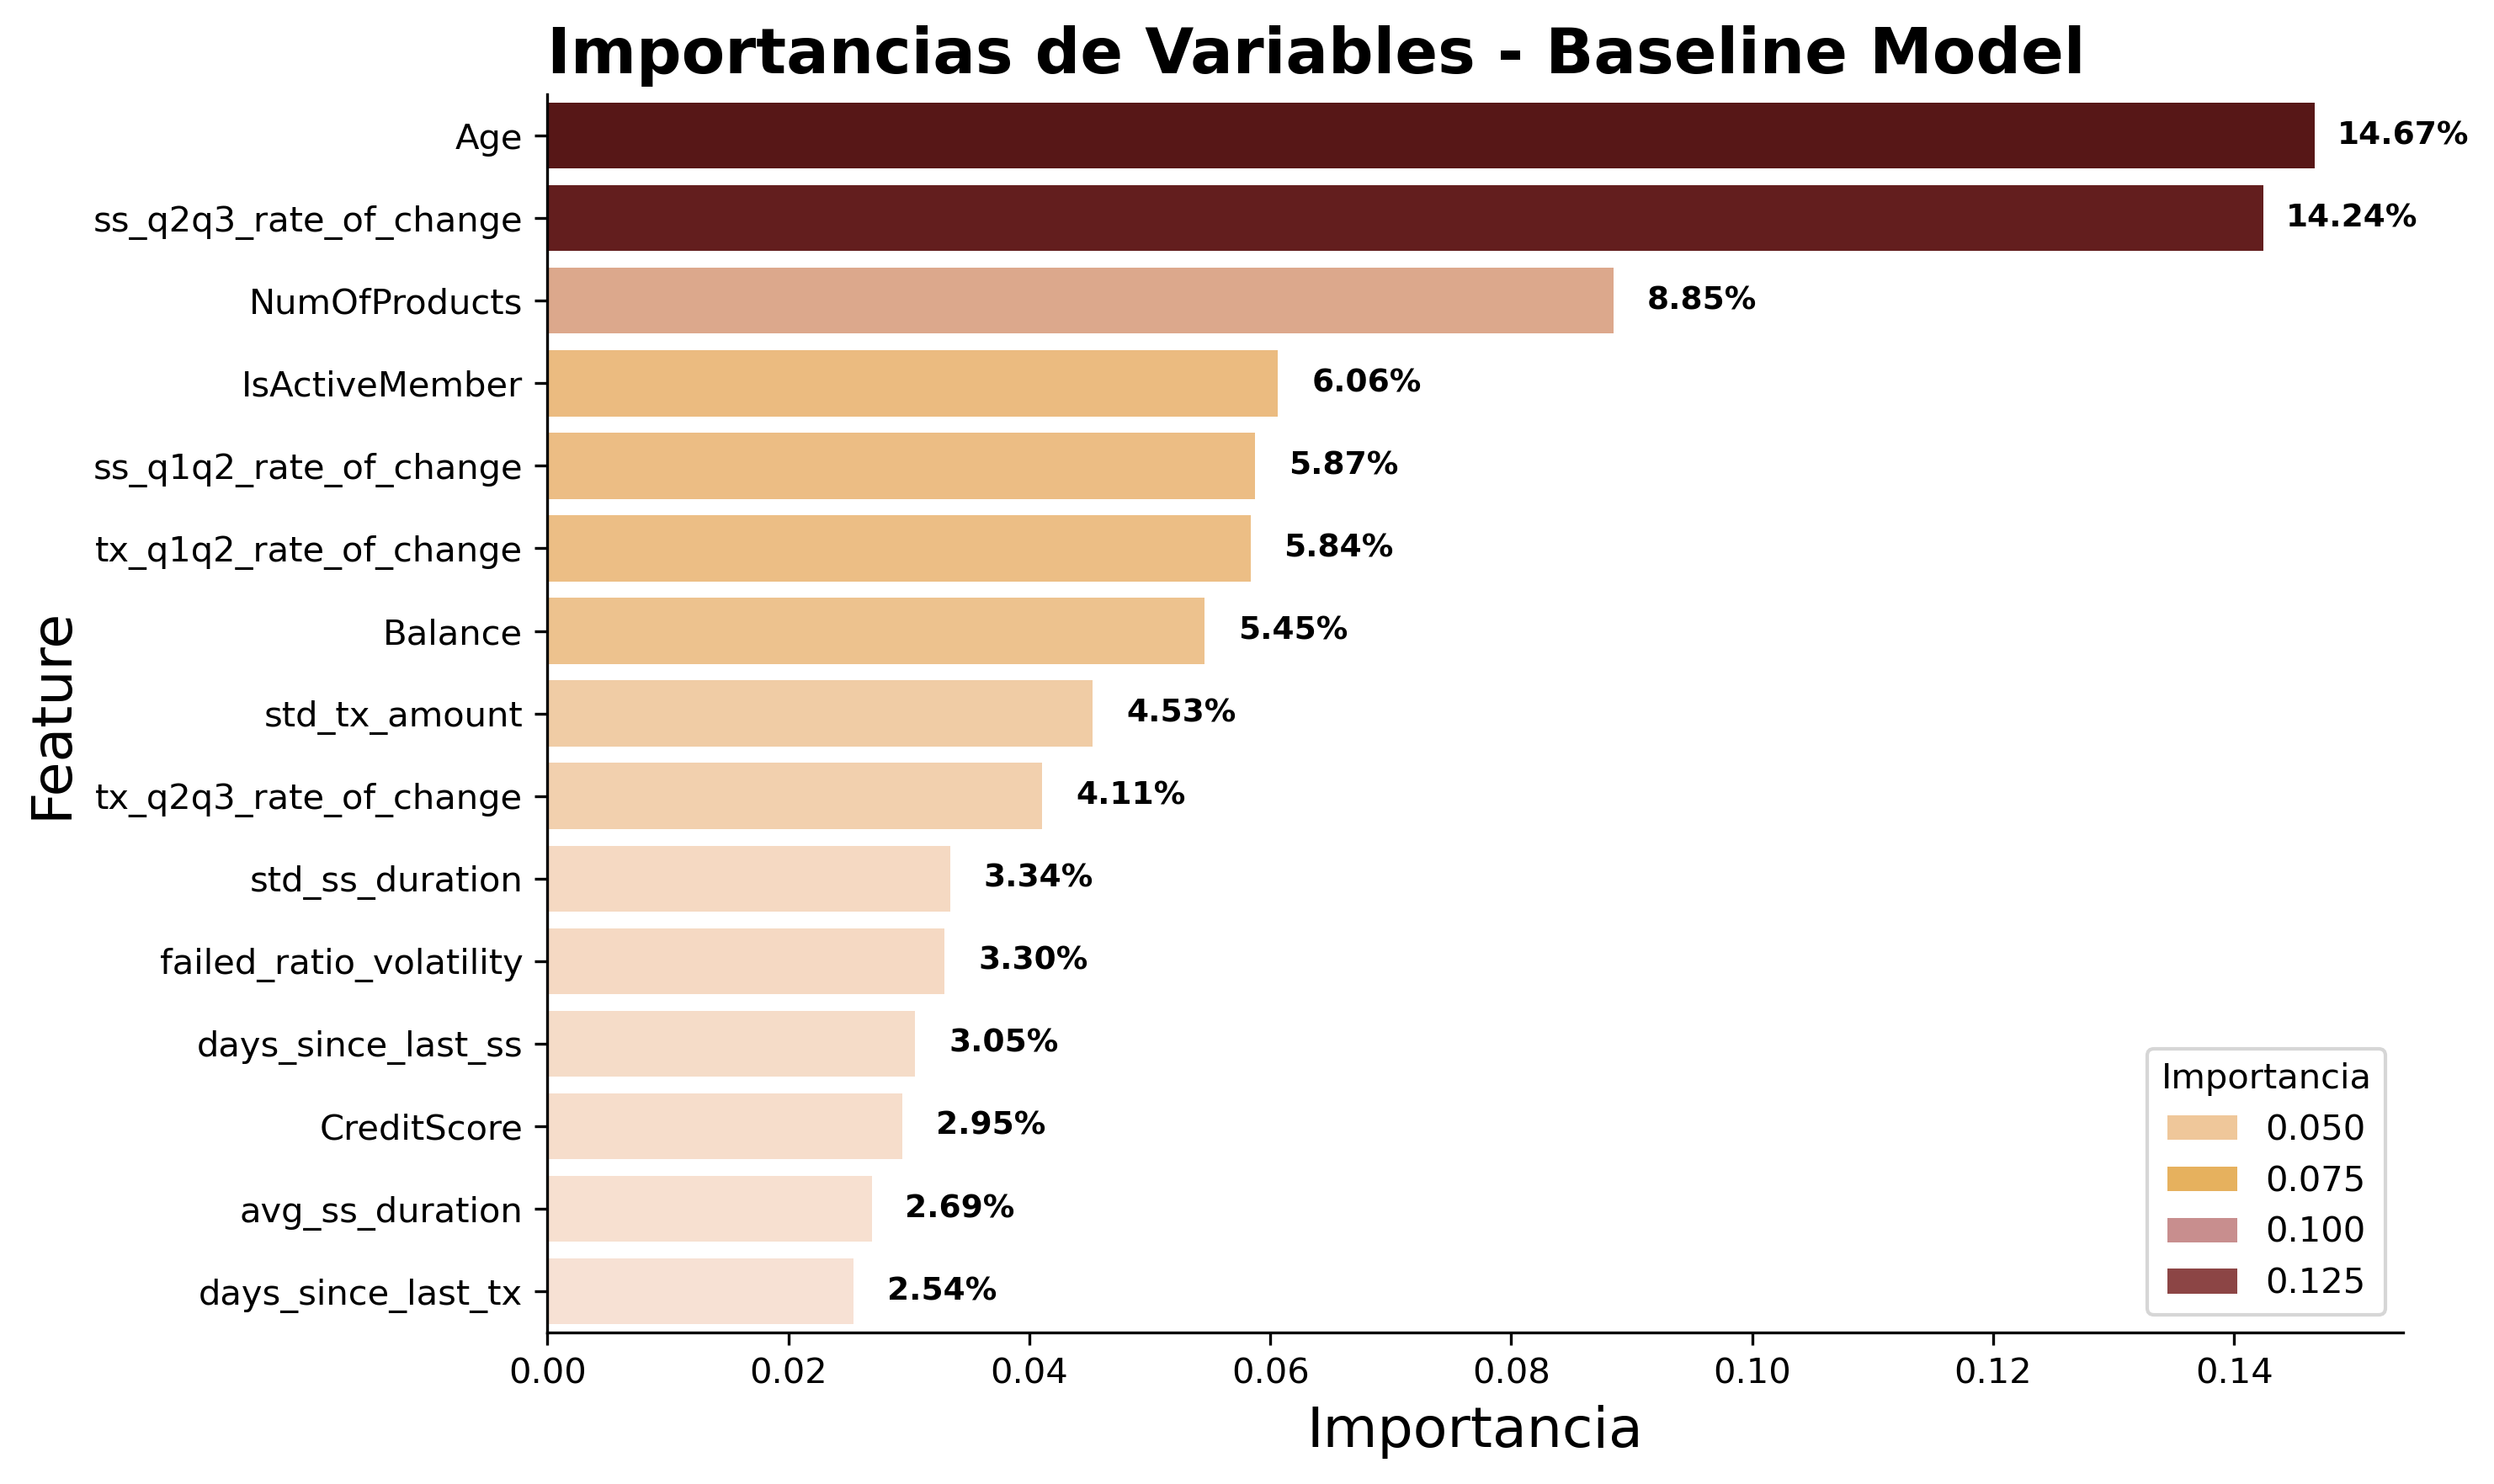 Importancias de Variables - Baseline Model
Age 14.67%
ss_q2q3_rate_of_change 14.24%
NumOfProducts 8.85%
IsActiveMember 6.06%
ss_q1q2_rate_of_change 5.87%
tx_q1q2_rate_of_change 5.84%
Balance 5.45%
std_tx_amount 4.53%
tx_q2q3_rate_of_change 4.11%
std_ss_duration 3.34%
failed_ratio_volatility 3.30%
days_since_last_ss 3.05%
CreditScore 2.95%
avg_ss_duration 2.69%
days_since_last_tx 2.54%
Feature
Importancia
0.050
0.075
0.100
0.125
0.00 0.02 0.04 0.06 0.08 0.10 0.12 0.14
Importancia